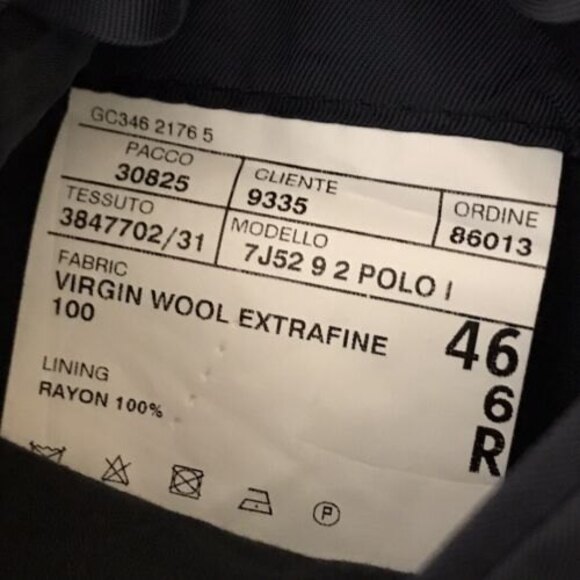 GC346 2176 5
PACCO
30825
CLIENTE
9335
ORDINE
86013
TESSUTO
3847702/31
MODELLO
7J52 9 2 POLO I
FABRIC
VIRGIN WOOL EXTRAFINE
100
46
6
R
LINING
RAYON 100%
P